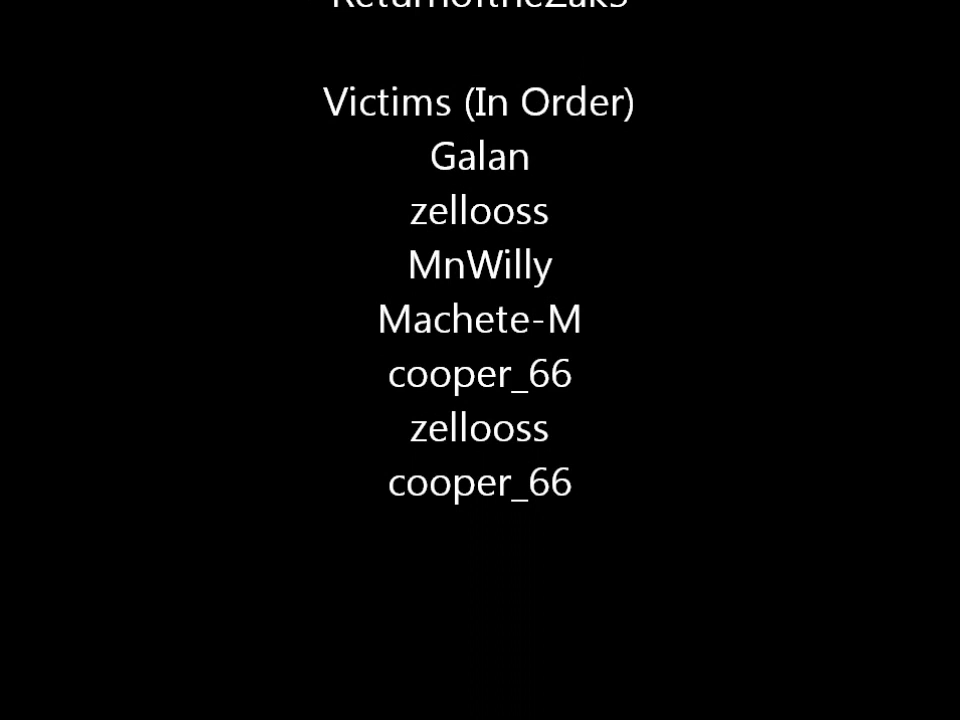 Victims (In Order)
Galan
zellooss
MnWilly
Machete-M
cooper_66
zellooss
cooper_66